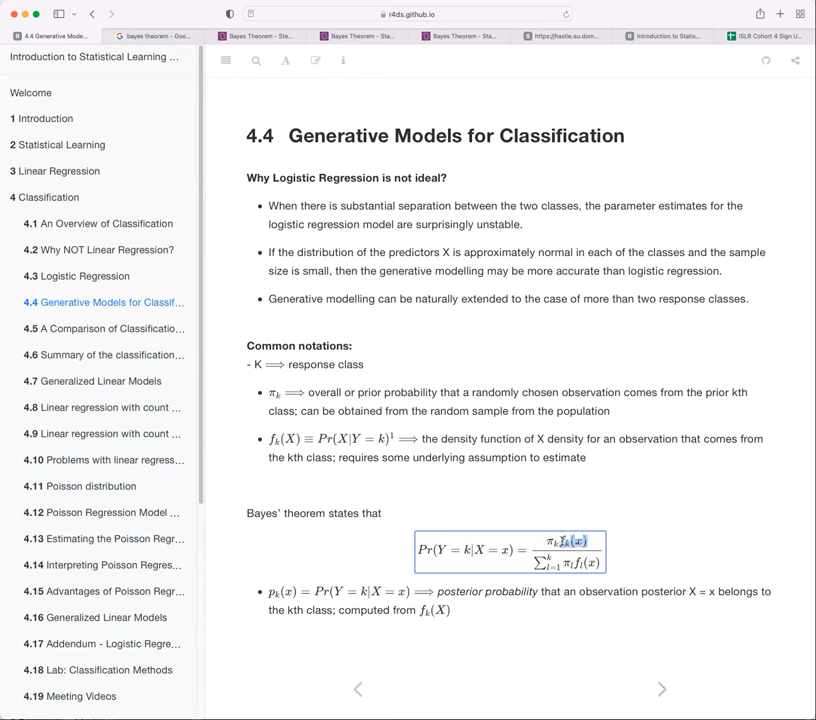 r4ds.github.io
4.4 Generative Mode...
bayes theorem - Goo...
Bayes Theorem - Sta...
Bayes Theorem - Sta...
Bayes Theorem - Sta...
https://hastie.su.dom...
Introduction to Statis...
ISLR Cohort 4 Sign U...
Introduction to Statistical Learning ...
Welcome
1 Introduction
2 Statistical Learning
3 Linear Regression
4 Classification
4.1 An Overview of Classification
4.2 Why NOT Linear Regression?
4.3 Logistic Regression
4.4 Generative Models for Classif...
4.5 A Comparison of Classificatio...
4.6 Summary of the classification...
4.7 Generalized Linear Models
4.8 Linear regression with count ...
4.9 Linear regression with count ...
4.10 Problems with linear regress...
4.11 Poisson distribution
4.12 Poisson Regression Model ...
4.13 Estimating the Poisson Regr...
4.14 Interpreting Poisson Regres...
4.15 Advantages of Poisson Regr...
4.16 Generalized Linear Models
4.17 Addendum - Logistic Regre...
4.18 Lab: Classification Methods
4.19 Meeting Videos
4.4 Generative Models for Classification
Why Logistic Regression is not ideal?
• When there is substantial separation between the two classes, the parameter estimates for the
logistic regression model are surprisingly unstable.
• If the distribution of the predictors X is approximately normal in each of the classes and the sample
size is small, then the generative modelling may be more accurate than logistic regression.
• Generative modelling can be naturally extended to the case of more than two response classes.
Common notations:
- K ⟹ response class
• πₖ ⟹ overall or prior probability that a randomly chosen observation comes from the prior kth
class; can be obtained from the random sample from the population
• fₖ(X) ≡ Pr(X|Y = k)¹ ⟹ the density function of X density for an observation that comes from
the kth class; requires some underlying assumption to estimate
Bayes' theorem states that
Pr(Y = k|X = x) = πₖfₖ(x) / ∑ₗ₌₁ᵏ πₗfₗ(x)
• pₖ(x) = Pr(Y = k|X = x) ⟹ posterior probability that an observation posterior X = x belongs to
the kth class; computed from fₖ(X)